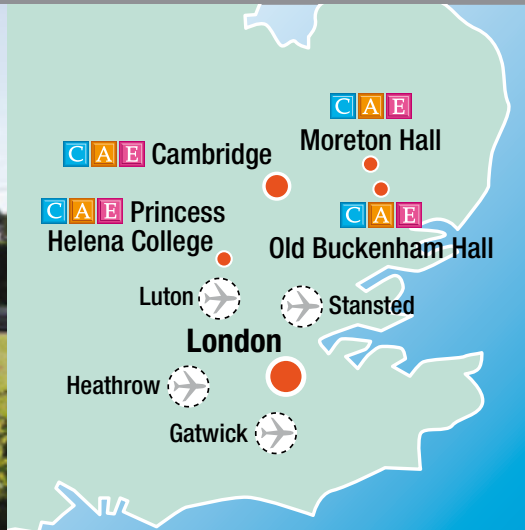 CAE
Moreton Hall
CAE Cambridge
CAE Princess
Helena College
CAE
Old Buckenham Hall
Luton
Stansted
London
Heathrow
Gatwick